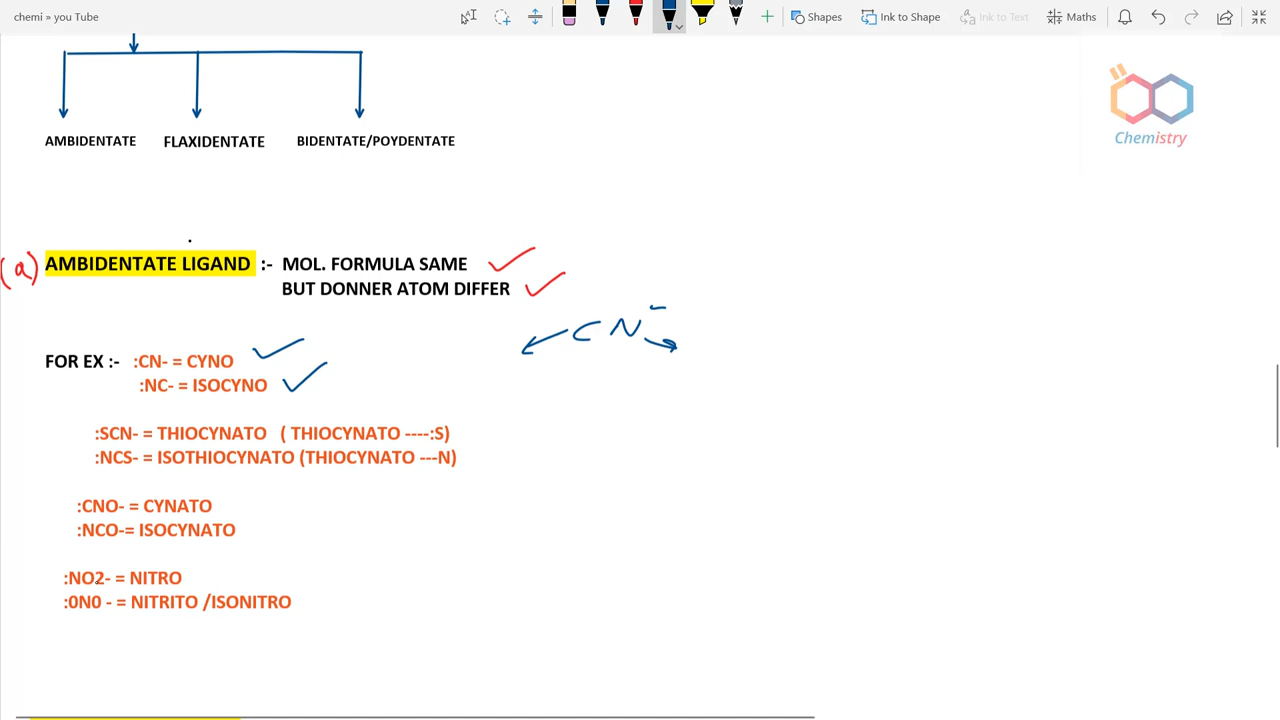 chemi » you Tube
Shapes
Ink to Shape
Ink to Text
Maths
Chemistry
AMBIDENTATE FLAXIDENTATE BIDENTATE/POYDENTATE
(a) AMBIDENTATE LIGAND :- MOL. FORMULA SAME
BUT DONNER ATOM DIFFER
CN-
FOR EX :- :CN- = CYNO
:NC- = ISOCYNO
:SCN- = THIOCYNATO ( THIOCYNATO ----:S)
:NCS- = ISOTHIOCYNATO (THIOCYNATO ---N)
:CNO- = CYNATO
:NCO-= ISOCYNATO
:NO2- = NITRO
:0N0 - = NITRITO /ISONITRO